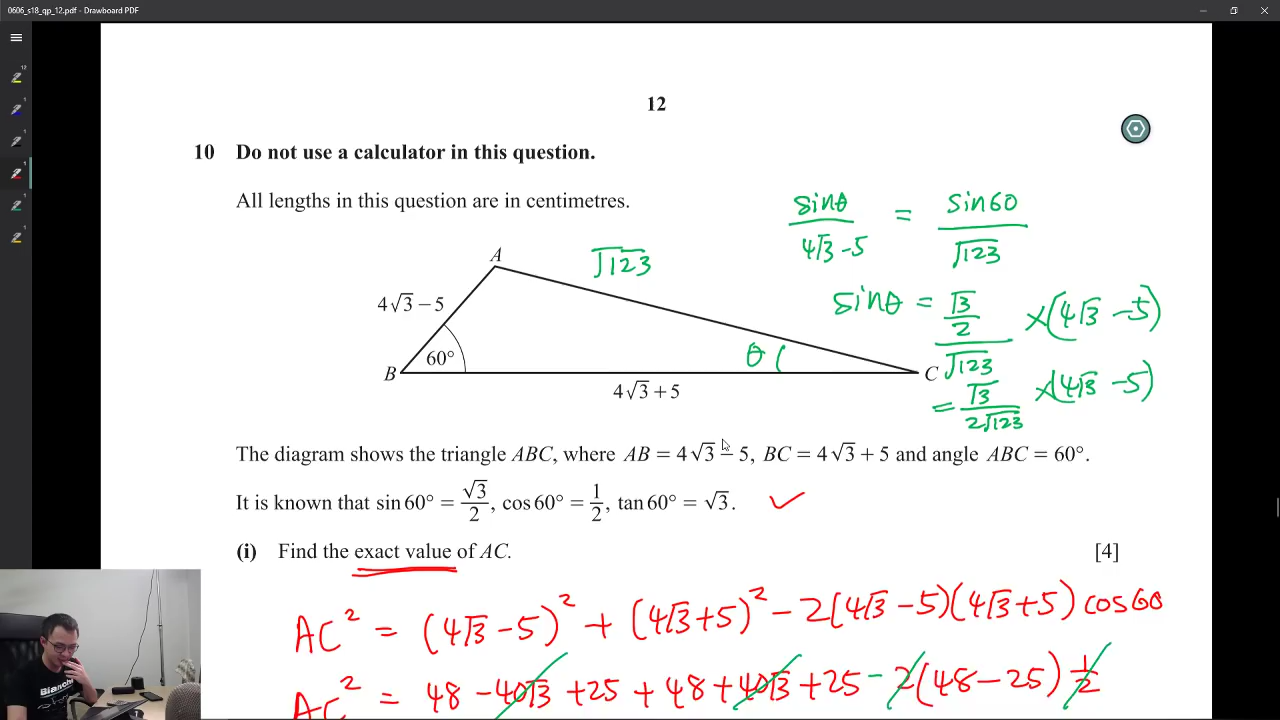 0606_s18_qp_12.pdf - Drawboard PDF
12
10 Do not use a calculator in this question.
All lengths in this question are in centimetres.
sinθ / 4√3 - 5 = sin60 / √123
A
√123
4√3 − 5
sinθ = √3/2 / √123 × (4√3 - 5)
60°
θ
B
C
4√3 + 5
= √3 / 2√123 × (4√3 - 5)
The diagram shows the triangle ABC, where AB = 4√3 − 5, BC = 4√3 + 5 and angle ABC = 60°.
It is known that sin 60° = √3/2, cos 60° = 1/2, tan 60° = √3.
(i) Find the exact value of AC. [4]
AC² = (4√3 - 5)² + (4√3 + 5)² - 2(4√3 - 5)(4√3 + 5) cos60
AC² = 48 - 40√3 + 25 + 48 + 40√3 + 25 - 2(48 - 25) 1/2
Bianchi